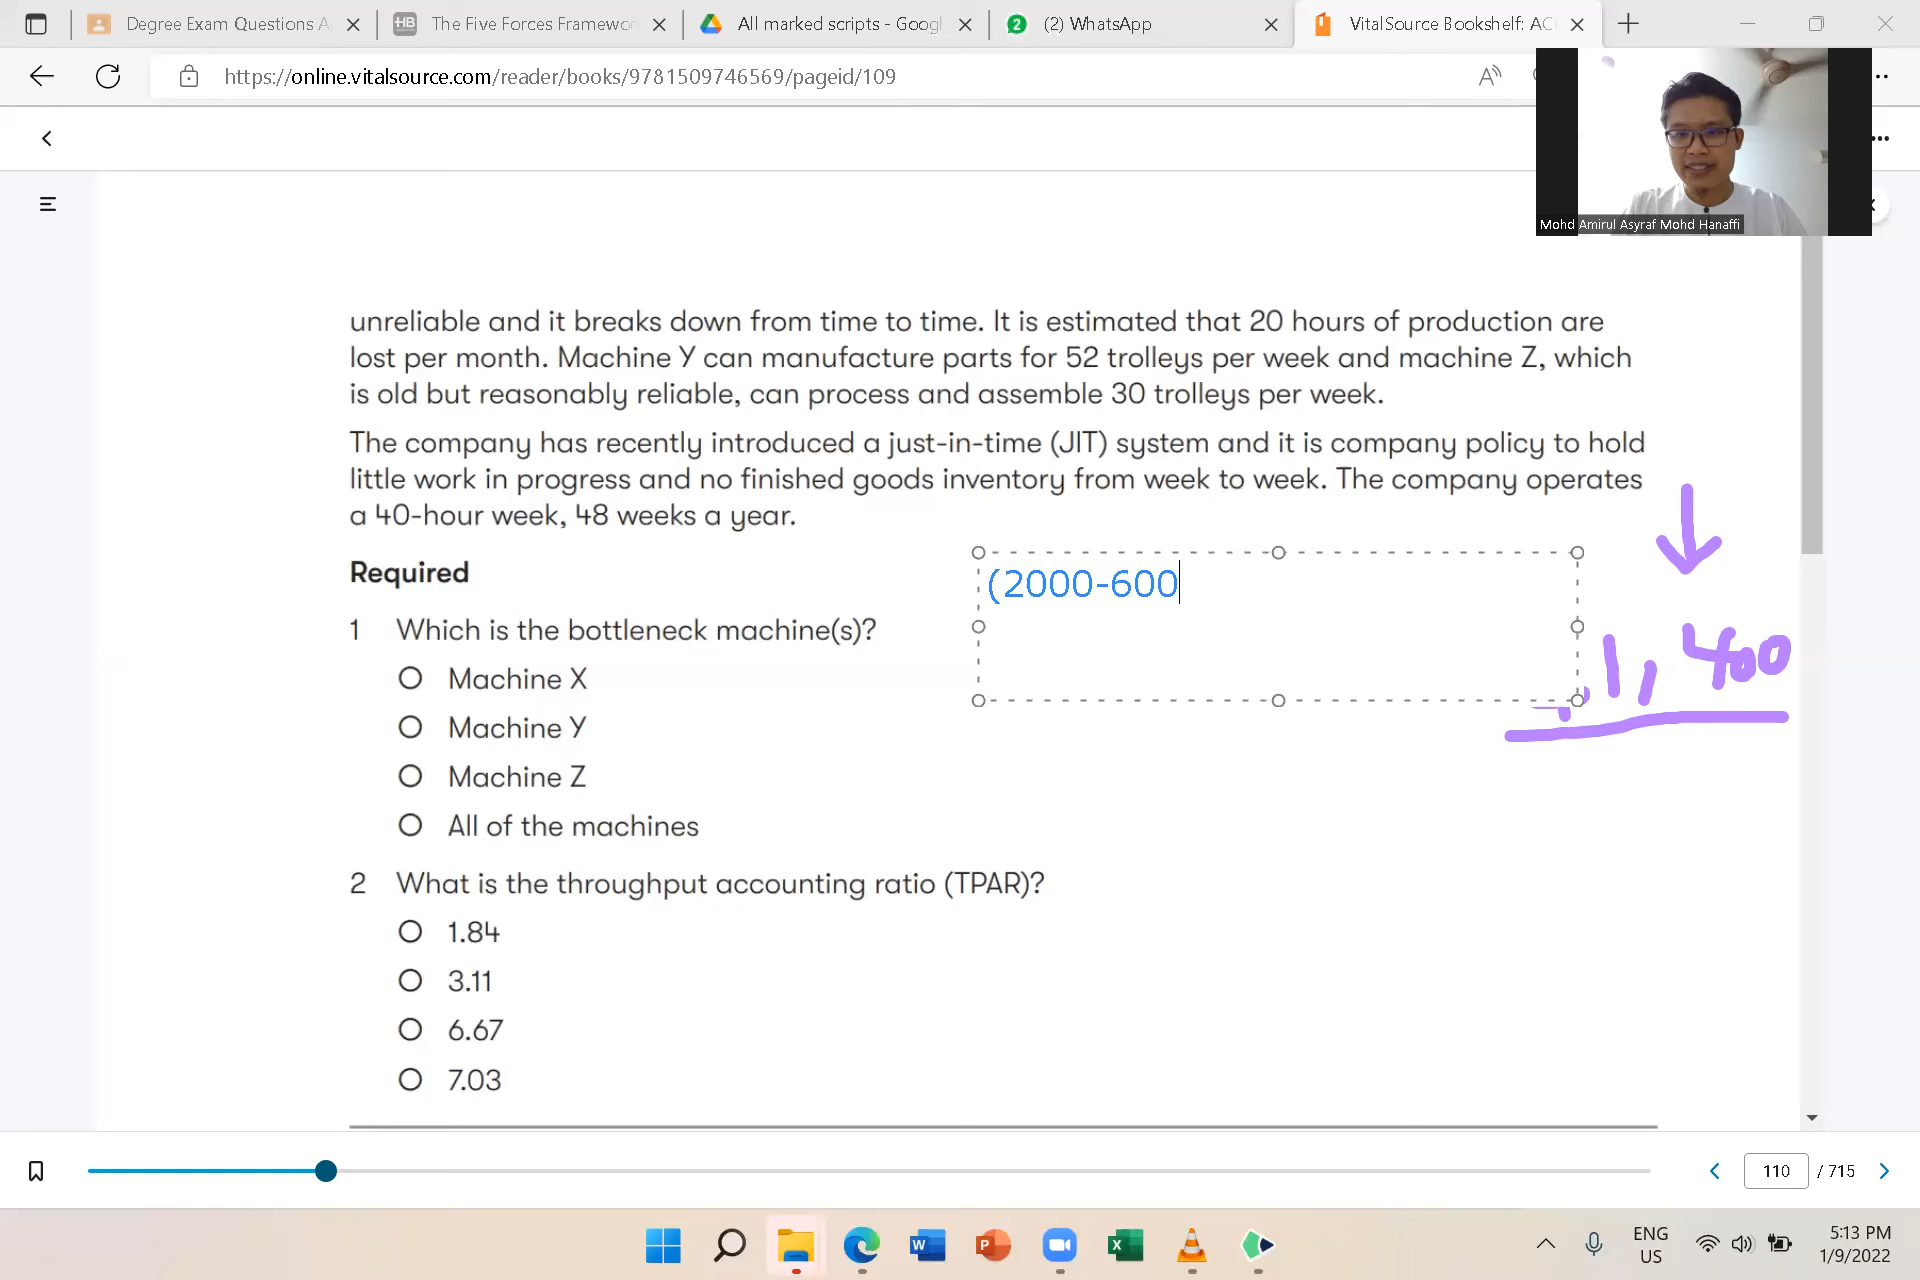 Degree Exam Questions A
The Five Forces Framewor
All marked scripts - Googl
(2) WhatsApp
VitalSource Bookshelf: AC
https://online.vitalsource.com/reader/books/9781509746569/pageid/109
Mohd Amirul Asyraf Mohd Hanaffi
unreliable and it breaks down from time to time. It is estimated that 20 hours of production are
lost per month. Machine Y can manufacture parts for 52 trolleys per week and machine Z, which
is old but reasonably reliable, can process and assemble 30 trolleys per week.
The company has recently introduced a just-in-time (JIT) system and it is company policy to hold
little work in progress and no finished goods inventory from week to week. The company operates
a 40-hour week, 48 weeks a year.
Required
(2000-600
1 Which is the bottleneck machine(s)?
Machine X
1,400
Machine Y
Machine Z
All of the machines
2 What is the throughput accounting ratio (TPAR)?
1.84
3.11
6.67
7.03
110 / 715
ENG
US
5:13 PM
1/9/2022